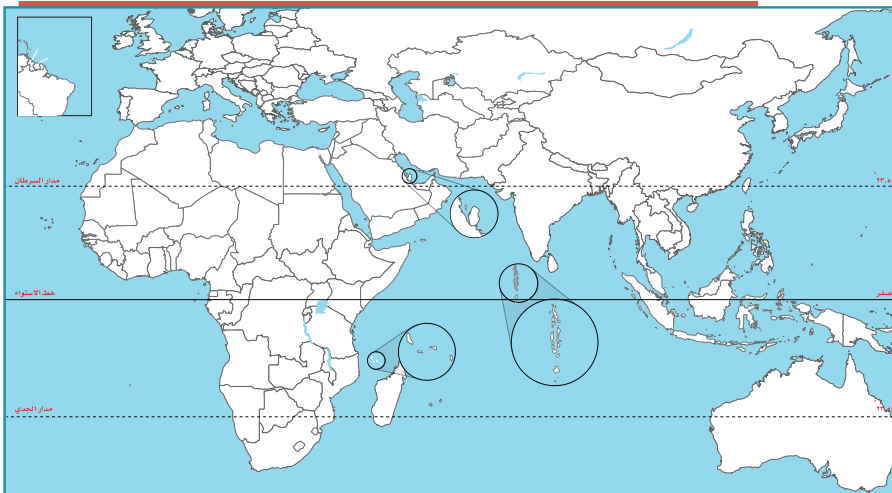 مدار السرطان
٢٣،٥
خط الاستواء
صفر
مدار الجدي
٢٣،٥